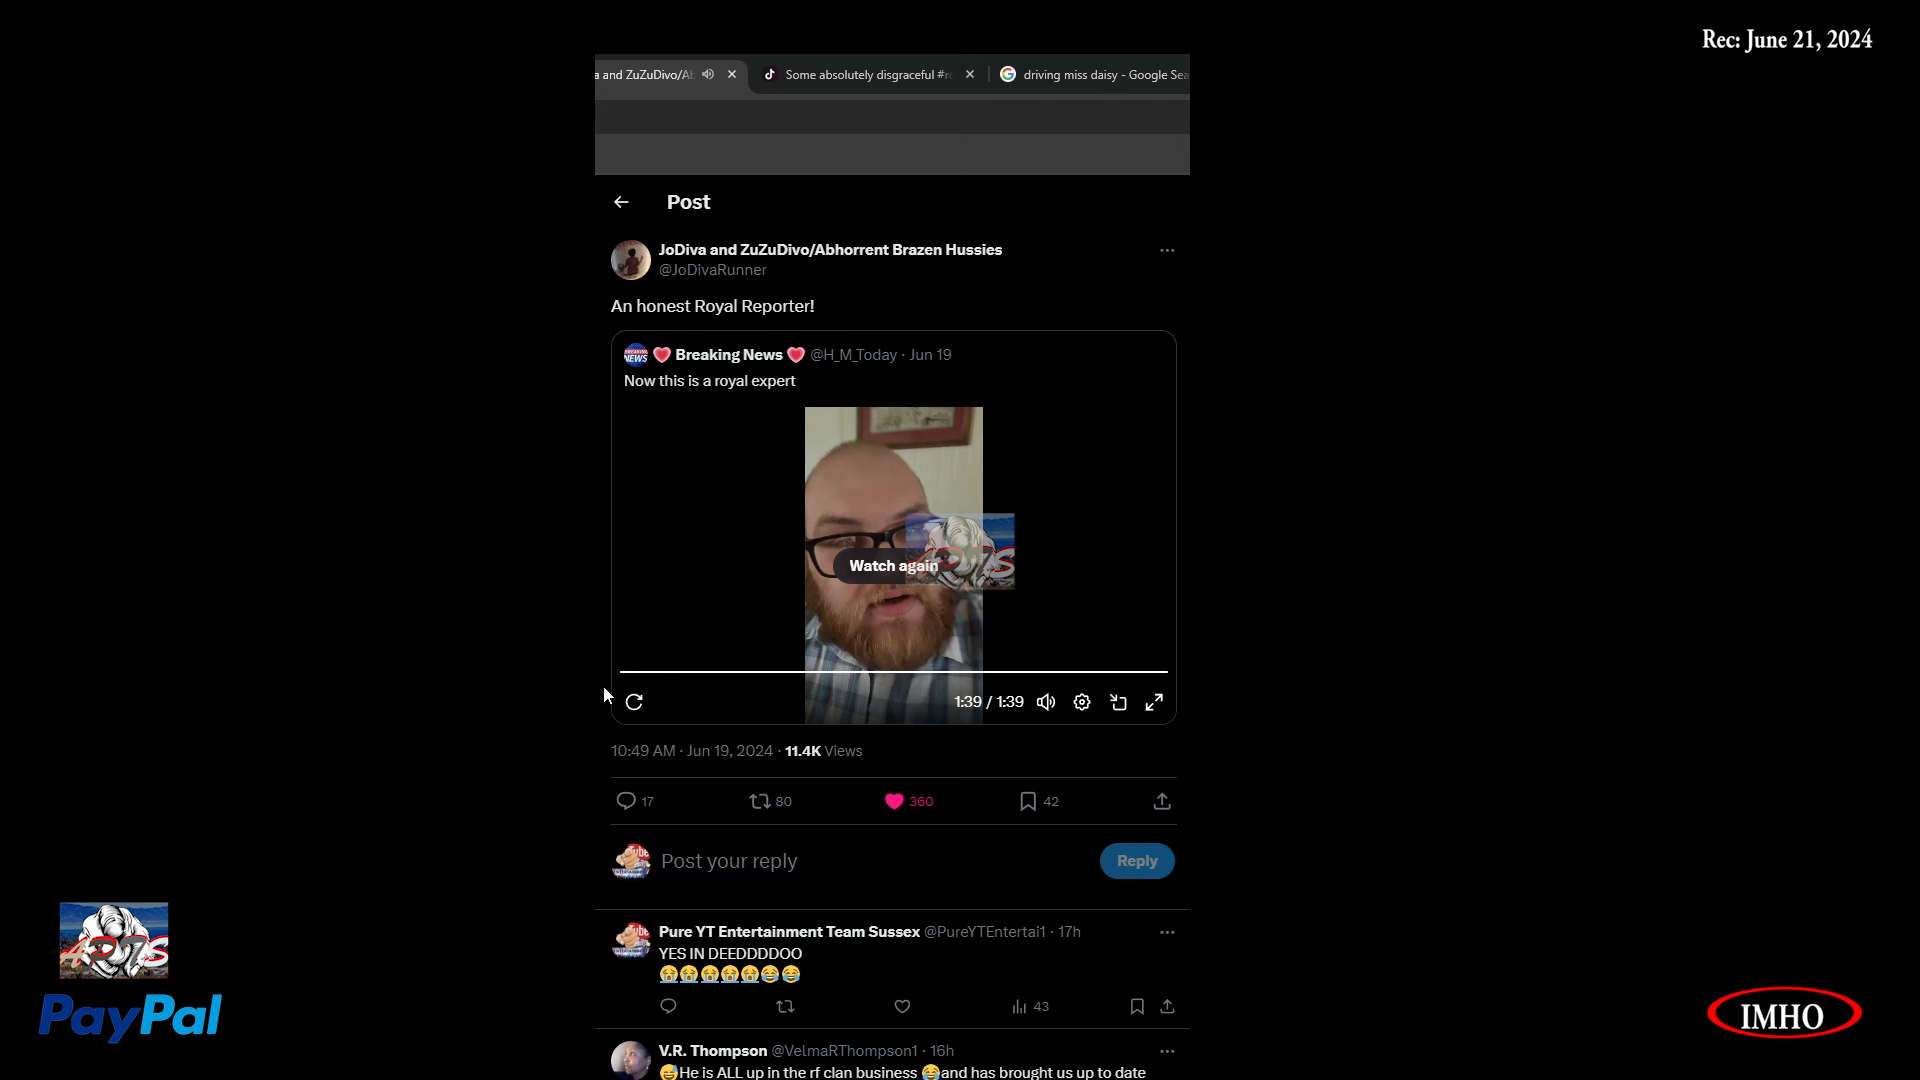 Rec: June 21, 2024
a and ZuZuDivo/Ab
Some absolutely disgraceful #r
driving miss daisy - Google Sea
Post
JoDiva and ZuZuDivo/Abhorrent Brazen Hussies
@JoDivaRunner
An honest Royal Reporter!
BREAKING NEWS
Breaking News @H_M_Today · Jun 19
Now this is a royal expert
Watch again
1:39 / 1:39
10:49 AM · Jun 19, 2024 · 11.4K Views
17 80 360 42
Post your reply
Reply
Pure YT Entertainment Team Sussex @PureYTEntertai1 · 17h
YES IN DEEDDDDOO
😭😭😭😭😭😂😂
43
V.R. Thompson @VelmaRThompson1 · 16h
😅He is ALL up in the rf clan business 😂and has brought us up to date
PayPal
IMHO